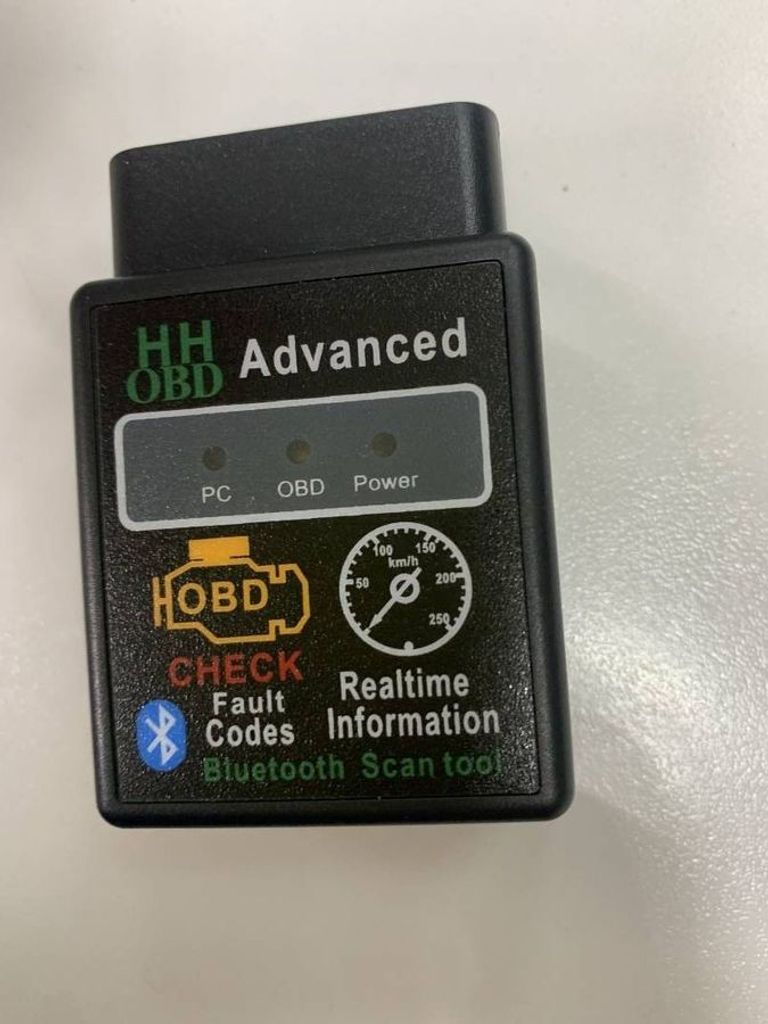 HH
OBD
Advanced
PC
OBD
Power
OBD
50
100
150
200
250
km/h
CHECK
Fault
Codes
Realtime
Information
Bluetooth Scan tool